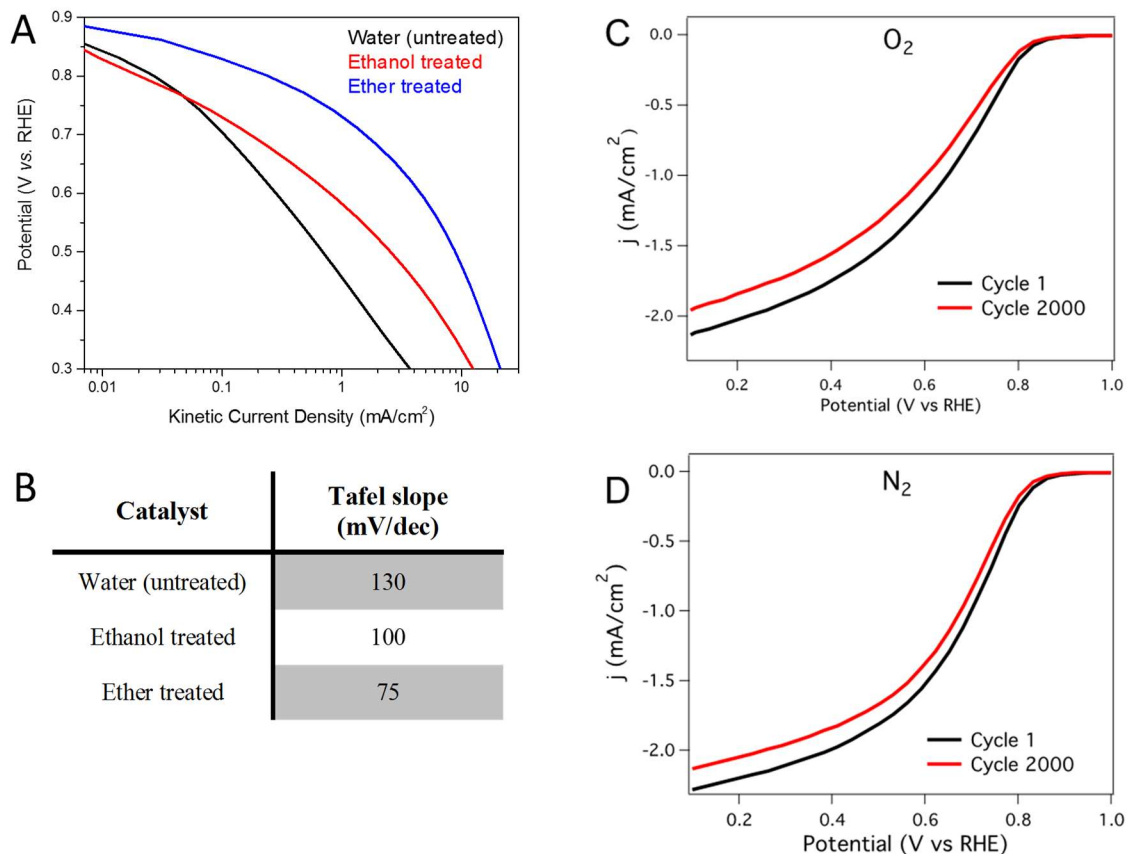 A
Water (untreated)
Ethanol treated
Ether treated
Potential (V vs. RHE)
0.9
0.8
0.7
0.6
0.5
0.4
0.3
0.01 0.1 1 10
Kinetic Current Density (mA/cm²)
B
Catalyst Tafel slope (mV/dec)
Water (untreated) 130
Ethanol treated 100
Ether treated 75
C
O₂
j (mA/cm²)
0.0
-0.5
-1.0
-1.5
-2.0
Cycle 1
Cycle 2000
0.2 0.4 0.6 0.8 1.0
Potential (V vs RHE)
D
N₂
j (mA/cm²)
0.0
-0.5
-1.0
-1.5
-2.0
Cycle 1
Cycle 2000
0.2 0.4 0.6 0.8 1.0
Potential (V vs RHE)